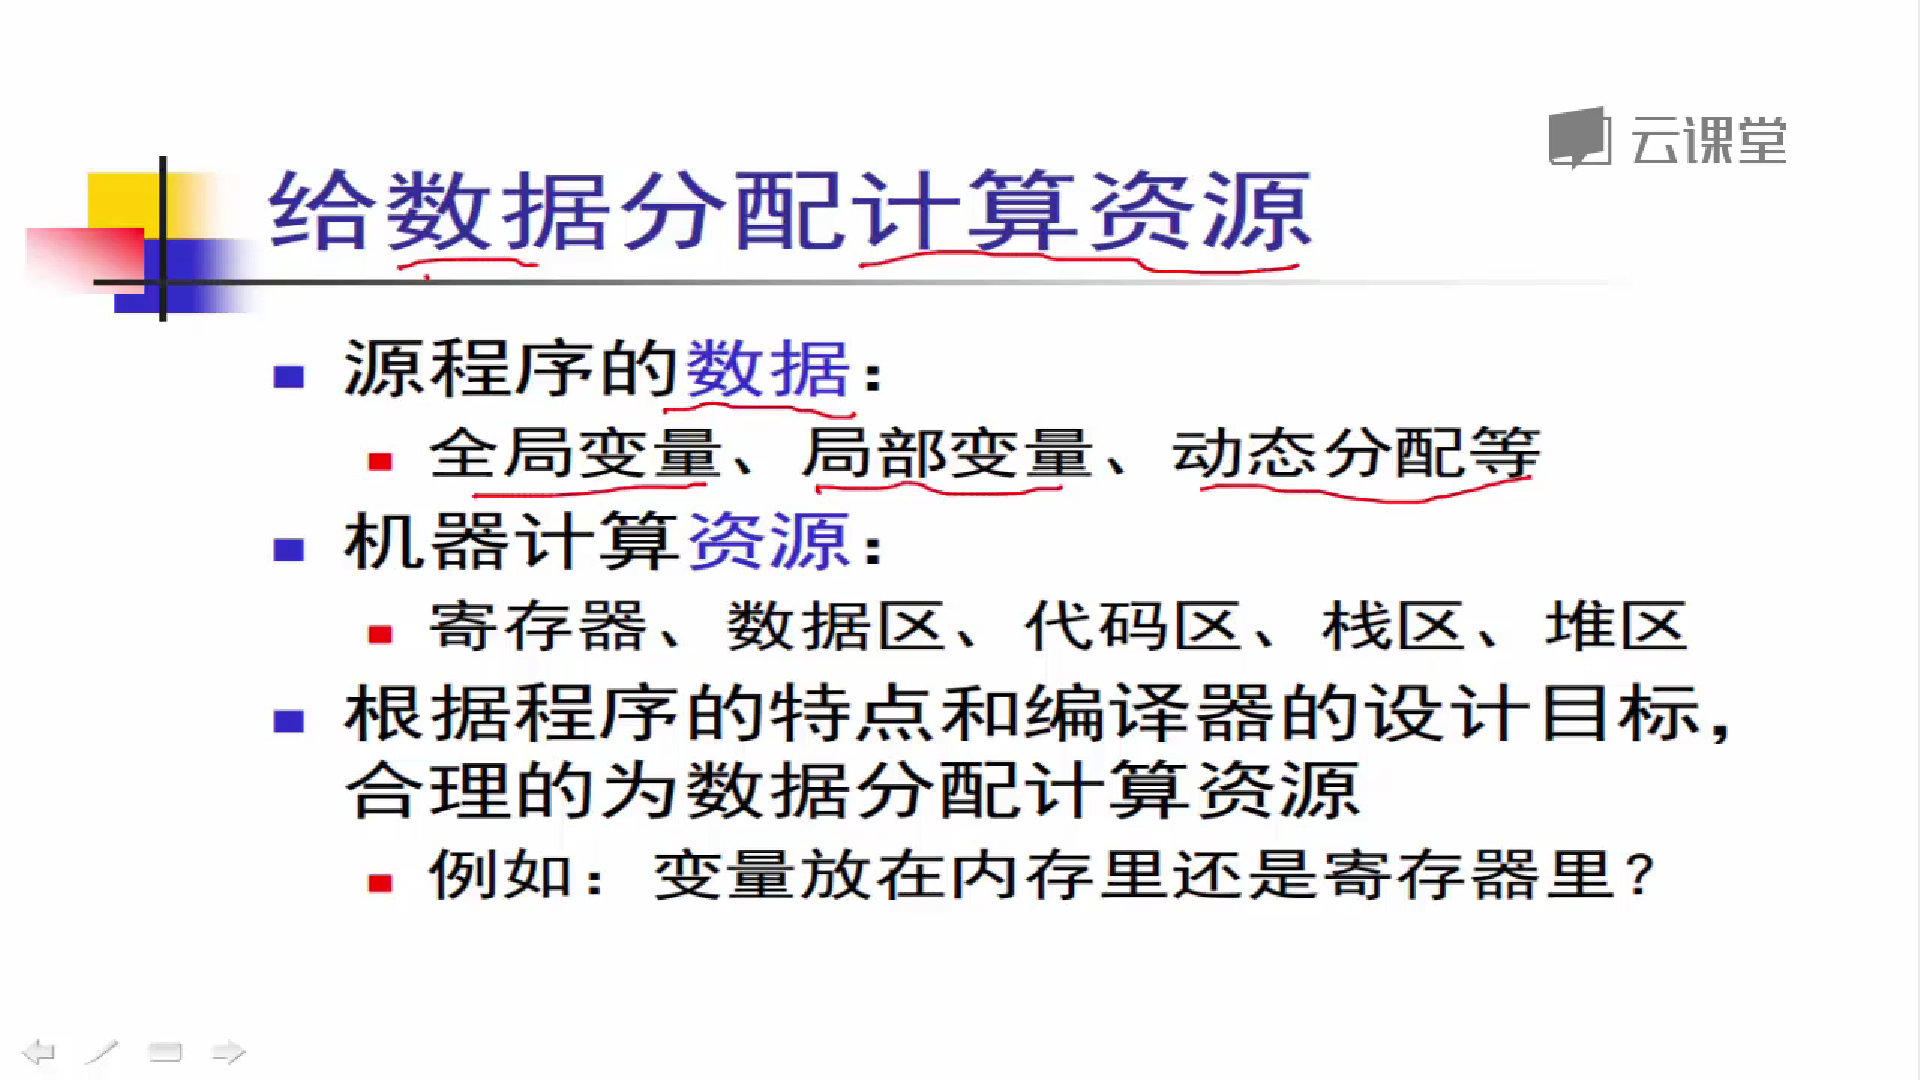 云课堂
给数据分配计算资源
源程序的数据：
全局变量、局部变量、动态分配等
机器计算资源：
寄存器、数据区、代码区、栈区、堆区
根据程序的特点和编译器的设计目标，
合理的为数据分配计算资源
例如：变量放在内存里还是寄存器里？